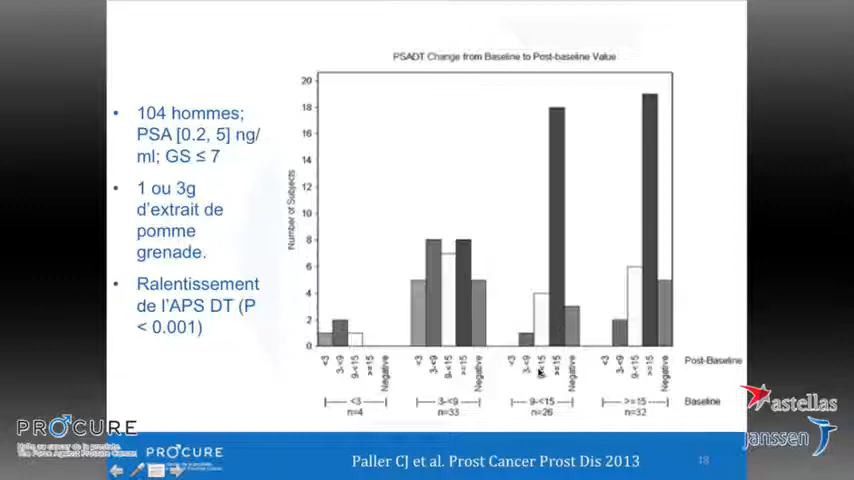 PSADT Change from Baseline to Post-baseline Value
• 104 hommes;
PSA [0.2, 5] ng/
ml; GS ≤ 7
• 1 ou 3g
d'extrait de
pomme
grenade.
• Ralentissement
de l'APS DT (P
< 0.001)
Number of Subjects
20
18
16
14
12
10
8
6
4
2
0
<3 3-<9 9-<15 >=15 Negative <3 3-<9 9-<15 >=15 Negative <3 3-<9 9-<15 >=15 Negative <3 3-<9 9-<15 >=15 Negative Post-Baseline
<3 3-<9 9-<15 >=15 Baseline
n=4 n=33 n=26 n=32
astellas
janssen
PROCURE
The Force Against Prostate Cancer
PROCURE
Paller CJ et al. Prost Cancer Prost Dis 2013
18